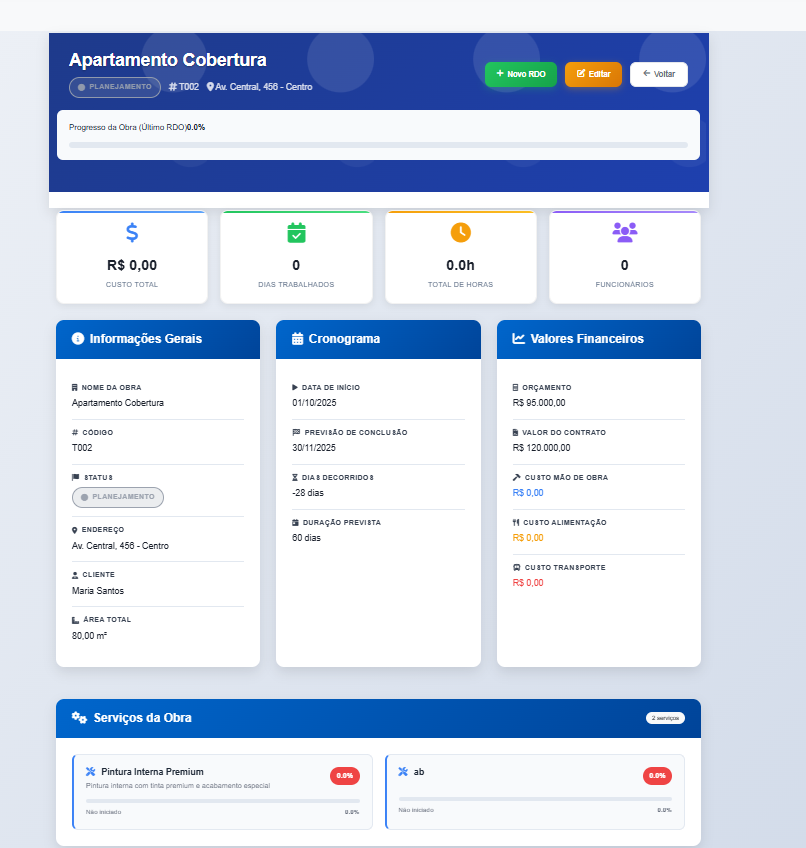 Apartamento Cobertura
PLANEJAMENTO # T002 Av. Central, 456 - Centro
+ Novo RDO Editar Voltar
Progresso da Obra (Último RDO)0.0%
R$ 0,00 0 0.0h 0
CUSTO TOTAL DIAS TRABALHADOS TOTAL DE HORAS FUNCIONÁRIOS
Informações Gerais
NOME DA OBRA
Apartamento Cobertura
# CÓDIGO
T002
STATUS
PLANEJAMENTO
ENDEREÇO
Av. Central, 456 - Centro
CLIENTE
Maria Santos
ÁREA TOTAL
80,00 m²
Cronograma
DATA DE INÍCIO
01/10/2025
PREVISÃO DE CONCLUSÃO
30/11/2025
DIAS DECORRIDOS
-28 dias
DURAÇÃO PREVISTA
60 dias
Valores Financeiros
ORÇAMENTO
R$ 95.000,00
VALOR DO CONTRATO
R$ 120.000,00
CUSTO MÃO DE OBRA
R$ 0,00
CUSTO ALIMENTAÇÃO
R$ 0,00
CUSTO TRANSPORTE
R$ 0,00
Serviços da Obra 2 serviços
Pintura Interna Premium 0.0%
Pintura interna com tinta premium e acabamento especial
Não iniciado 0.0%
ab 0.0%
Não iniciado 0.0%